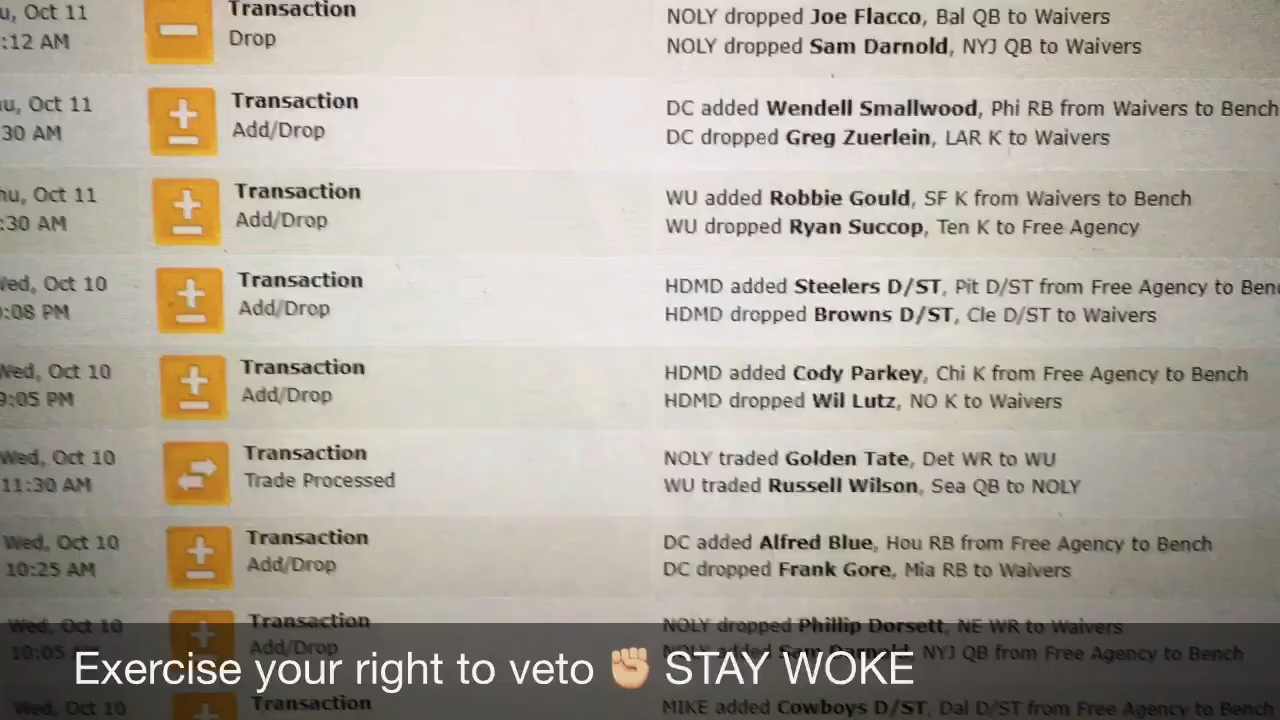 u, Oct 11
:12 AM
Transaction
Drop
NOLY dropped Joe Flacco, Bal QB to Waivers
NOLY dropped Sam Darnold, NYJ QB to Waivers
u, Oct 11
30 AM
Transaction
Add/Drop
DC added Wendell Smallwood, Phi RB from Waivers to Bench
DC dropped Greg Zuerlein, LAR K to Waivers
hu, Oct 11
:30 AM
Transaction
Add/Drop
WU added Robbie Gould, SF K from Waivers to Bench
WU dropped Ryan Succop, Ten K to Free Agency
Wed, Oct 10
:08 PM
Transaction
Add/Drop
HDMD added Steelers D/ST, Pit D/ST from Free Agency to Ben
HDMD dropped Browns D/ST, Cle D/ST to Waivers
Wed, Oct 10
9:05 PM
Transaction
Add/Drop
HDMD added Cody Parkey, Chi K from Free Agency to Bench
HDMD dropped Wil Lutz, NO K to Waivers
Wed, Oct 10
11:30 AM
Transaction
Trade Processed
NOLY traded Golden Tate, Det WR to WU
WU traded Russell Wilson, Sea QB to NOLY
Wed, Oct 10
10:25 AM
Transaction
Add/Drop
DC added Alfred Blue, Hou RB from Free Agency to Bench
DC dropped Frank Gore, Mia RB to Waivers
Wed, Oct 10
10:05
Transaction
Add/Drop
NOLY dropped Phillip Dorsett, NE WR to Waivers
NOLY added Sam Darnold, NYJ QB from Free Agency to Bench
Exercise your right to veto ✊🏼 STAY WOKE
Wed, Oct 10
Transaction
MIKE added Cowboys D/ST, Dal D/ST from Free Agency to Bench